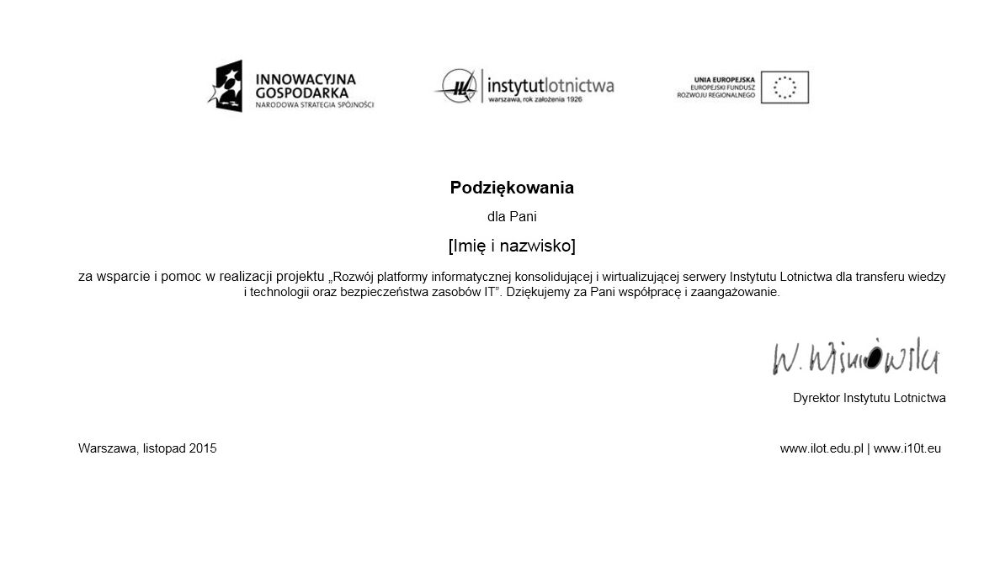 INNOWACYJNA
GOSPODARKA
NARODOWA STRATEGIA SPÓJNOŚCI
instytutlotnictwa
warszawa, rok założenia 1926
UNIA EUROPEJSKA
EUROPEJSKI FUNDUSZ
ROZWOJU REGIONALNEGO
Podziękowania
dla Pani
[Imię i nazwisko]
za wsparcie i pomoc w realizacji projektu „Rozwój platformy informatycznej konsolidującej i wirtualizującej serwery Instytutu Lotnictwa dla transferu wiedzy
i technologii oraz bezpieczeństwa zasobów IT”. Dziękujemy za Pani współpracę i zaangażowanie.
W. Wiśniowski
Dyrektor Instytutu Lotnictwa
Warszawa, listopad 2015
www.ilot.edu.pl | www.i10t.eu